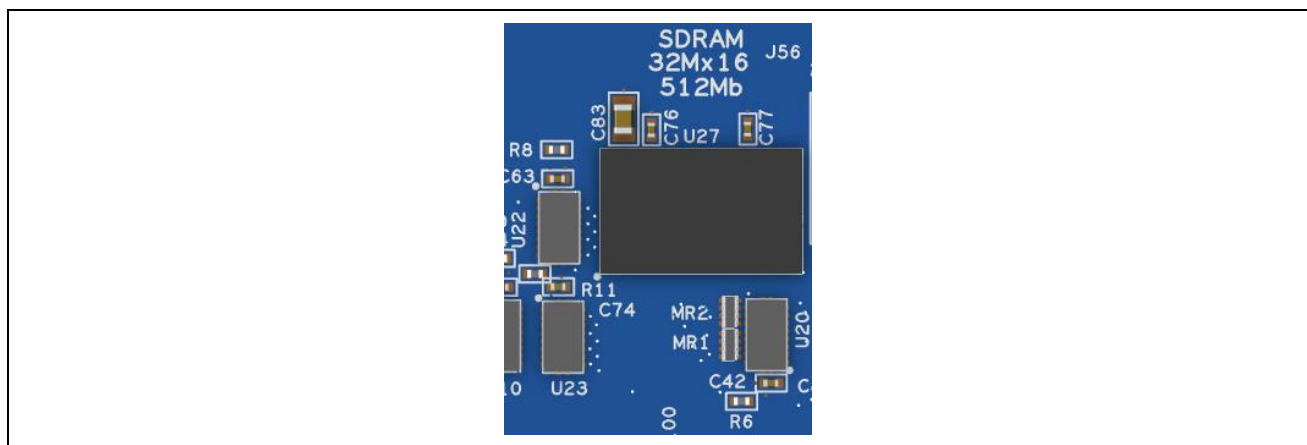 SDRAM
32Mx16
512Mb
J56
C83
C76
U27
C77
R8
C63
U22
R11
C74
MR2
MR1
U20
U23
C42
R6